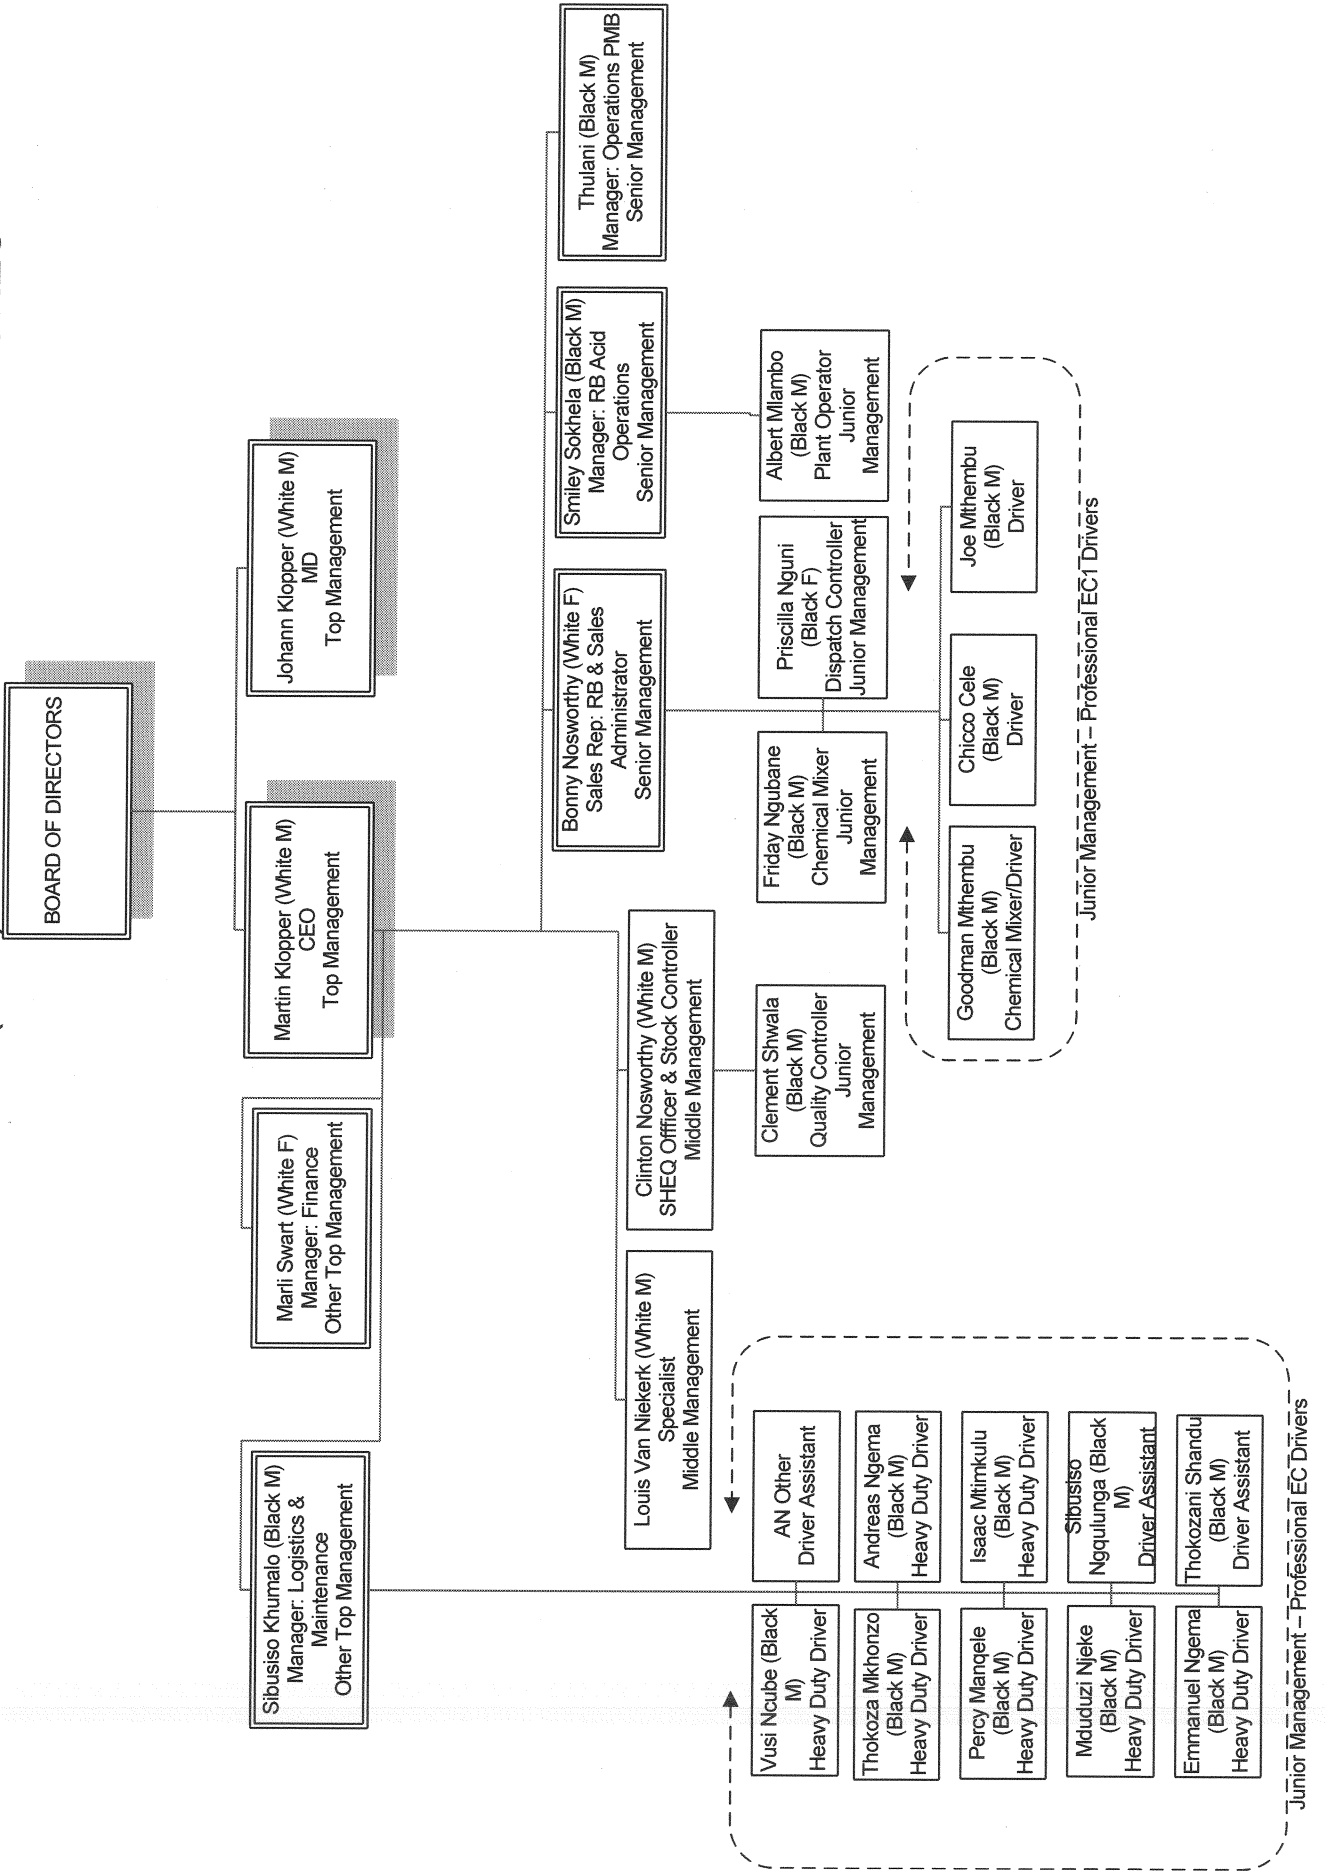 BOARD OF DIRECTORS
Sibusiso Khumalo (Black M)
Manager: Logistics &
Maintenance
Other Top Management
Marli Swart (White F)
Manager: Finance
Other Top Management
Martin Klopper (White M)
CEO
Top Management
Johann Klopper (White M)
MD
Top Management
Bonny Nosworthy (White F)
Sales Rep: RB & Sales
Administrator
Senior Management
Smiley Sokhela (Black M)
Manager: RB Acid
Operations
Senior Management
Thulani (Black M)
Manager: Operations PMB
Senior Management
Louis Van Niekerk (White M)
Specialist
Middle Management
Clinton Nosworthy (White M)
SHEQ Offficer & Stock Controller
Middle Management
Clement Shwala
(Black M)
Quality Controller
Junior
Management
Friday Ngubane
(Black M)
Chemical Mixer
Junior
Management
Priscilla Nguni
(Black F)
Dispatch Controller
Junior Management
Albert Mlambo
(Black M)
Plant Operator
Junior
Management
Goodman Mthembu
(Black M)
Chemical Mixer/Driver
Chicco Cele
(Black M)
Driver
Joe Mthembu
(Black M)
Driver
Junior Management – Professional EC1 Drivers
Vusi Ncube (Black
M)
Heavy Duty Driver
AN Other
Driver Assistant
Thokoza Mkhonzo
(Black M)
Heavy Duty Driver
Andreas Ngema
(Black M)
Heavy Duty Driver
Percy Manqele
(Black M)
Heavy Duty Driver
Isaac Mtimkulu
(Black M)
Heavy Duty Driver
Mduduzi Njeke
(Black M)
Heavy Duty Driver
Sibusiso
Ngqulunga (Black
M)
Driver Assistant
Emmanuel Ngema
(Black M)
Heavy Duty Driver
Thokozani Shandu
(Black M)
Driver Assistant
Junior Management – Professional EC Drivers